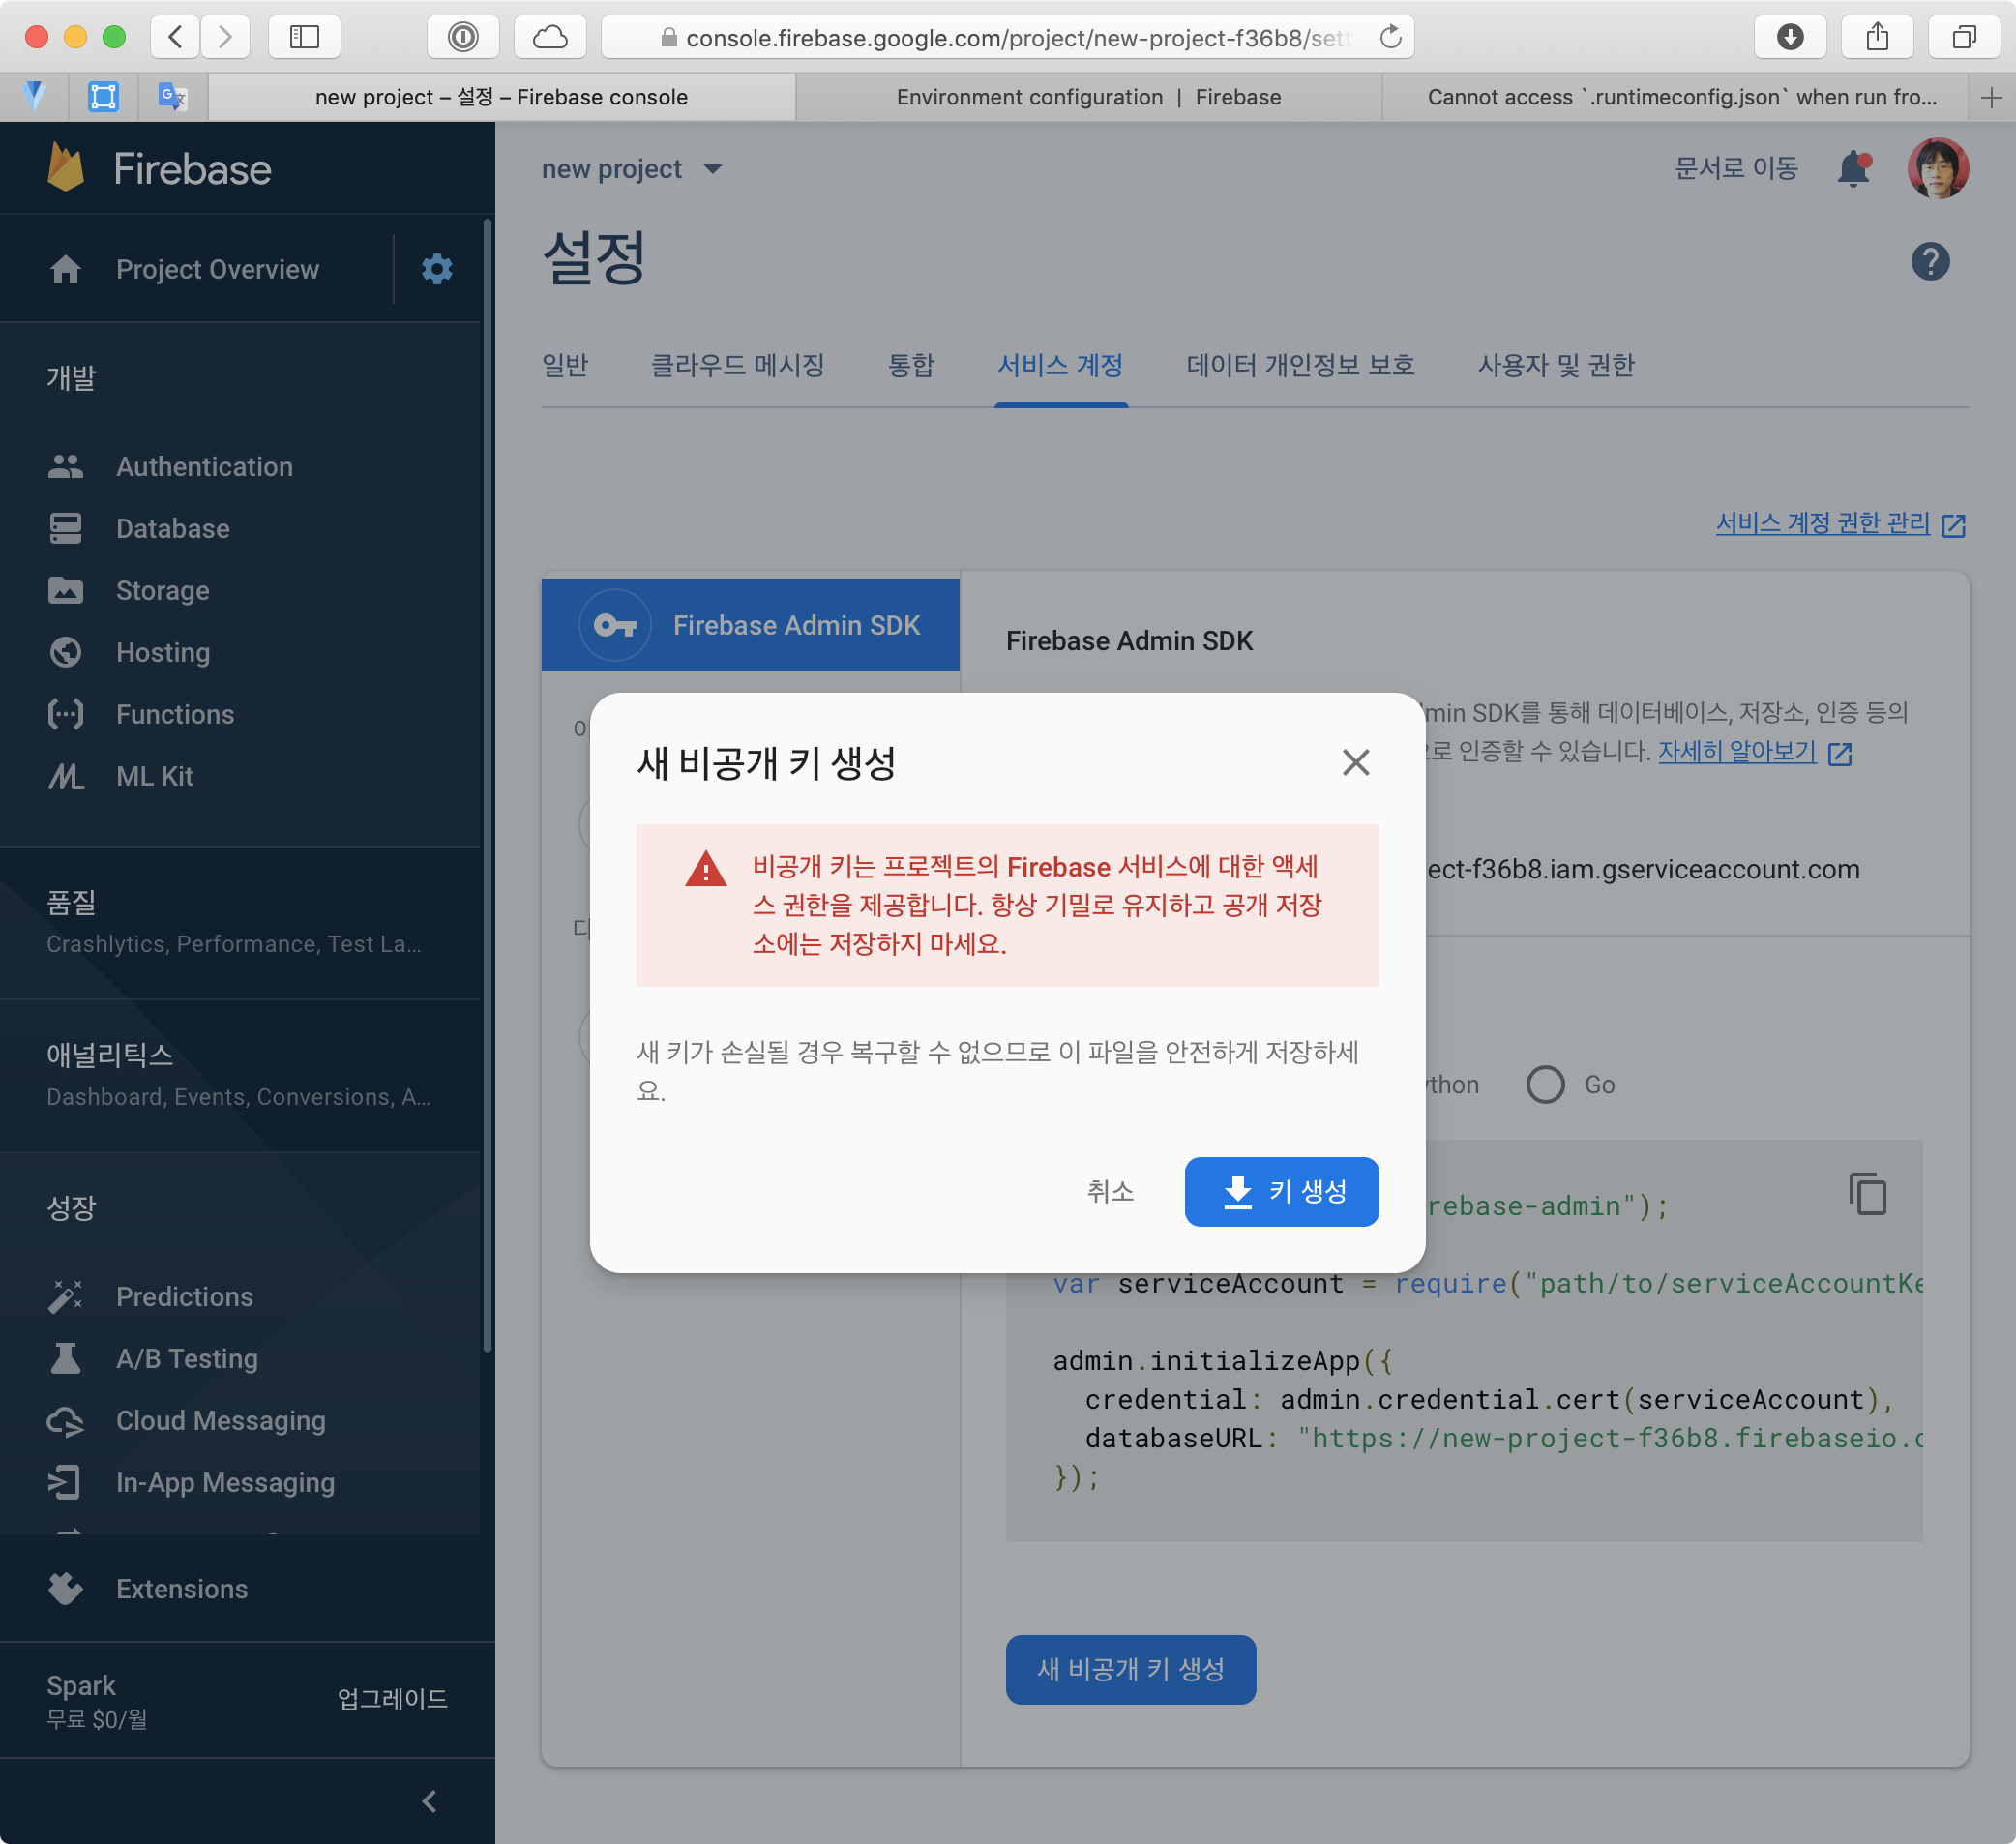 console.firebase.google.com/project/new-project-f36b8/sett
new project – 설정 – Firebase console
Environment configuration | Firebase
Cannot access `.runtimeconfig.json` when run fro...
Firebase
Project Overview
개발
Authentication
Database
Storage
Hosting
Functions
ML Kit
품질
Crashlytics, Performance, Test La...
애널리틱스
Dashboard, Events, Conversions, A...
성장
Predictions
A/B Testing
Cloud Messaging
In-App Messaging
Extensions
Spark
무료 $0/월
업그레이드
new project
문서로 이동
설정
일반
클라우드 메시징
통합
서비스 계정
데이터 개인정보 보호
사용자 및 권한
서비스 계정 권한 관리
Firebase Admin SDK
Firebase Admin SDK
min SDK를 통해 데이터베이스, 저장소, 인증 등의
로 인증할 수 있습니다. 자세히 알아보기
ect-f36b8.iam.gserviceaccount.com
새 비공개 키 생성
비공개 키는 프로젝트의 Firebase 서비스에 대한 액세
스 권한을 제공합니다. 항상 기밀로 유지하고 공개 저장
소에는 저장하지 마세요.
새 키가 손실될 경우 복구할 수 없으므로 이 파일을 안전하게 저장하세
요.
취소
키 생성
thon
Go
rebase-admin");
var serviceAccount = require("path/to/serviceAccountKe
admin.initializeApp({
credential: admin.credential.cert(serviceAccount),
databaseURL: "https://new-project-f36b8.firebaseio.c
});
새 비공개 키 생성